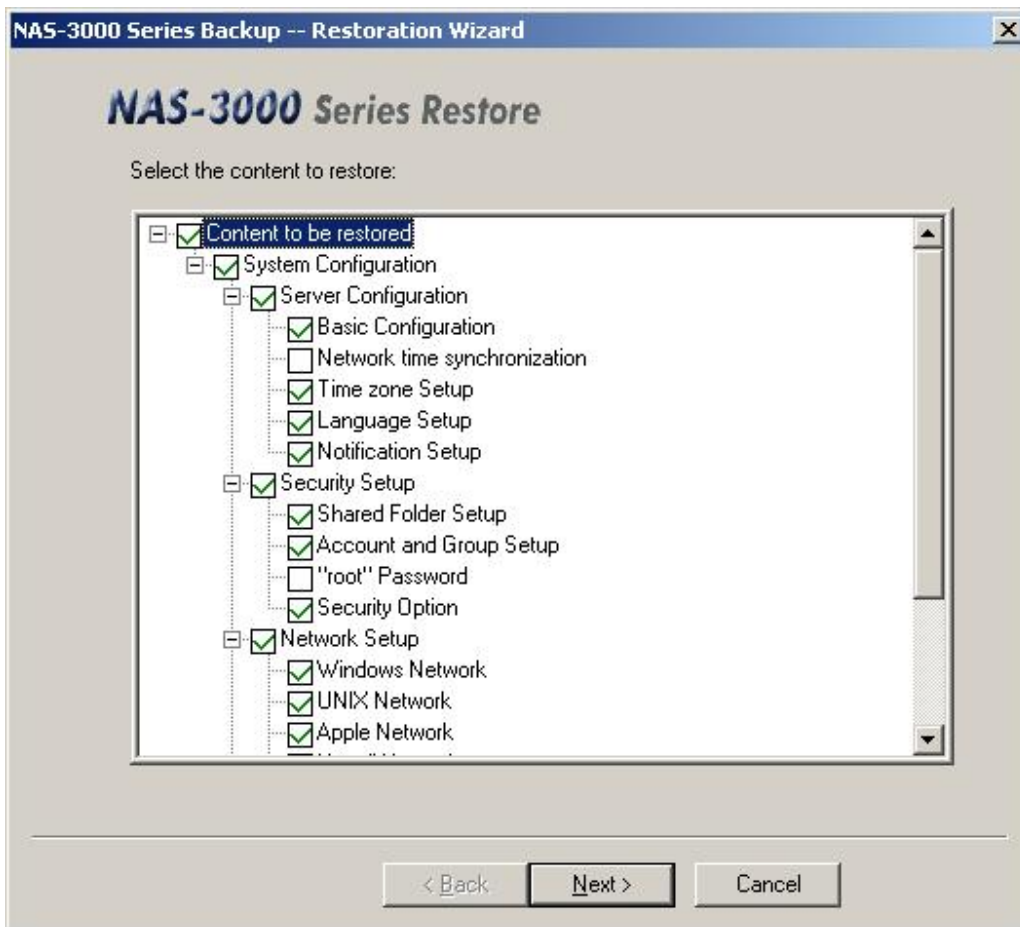 NAS-3000 Series Backup -- Restoration Wizard
NAS-3000 Series Restore
Select the content to restore:
Content to be restored
System Configuration
Server Configuration
Basic Configuration
Network time synchronization
Time zone Setup
Language Setup
Notification Setup
Security Setup
Shared Folder Setup
Account and Group Setup
"root" Password
Security Option
Network Setup
Windows Network
UNIX Network
Apple Network
< Back
Next >
Cancel